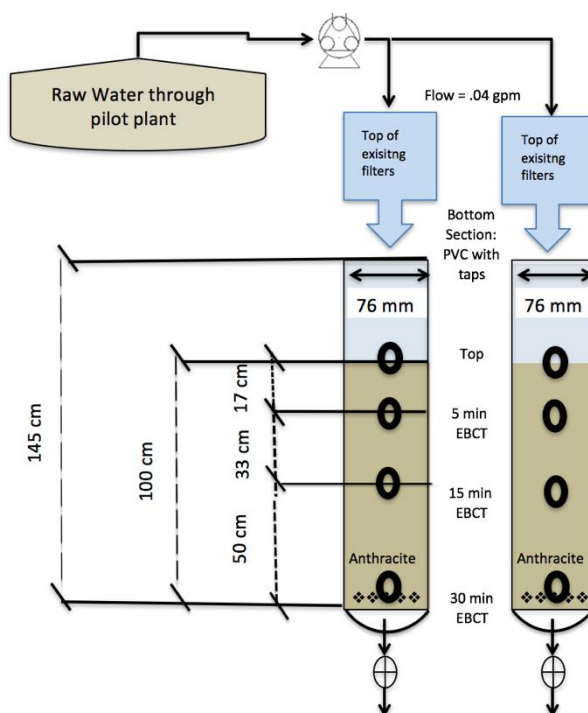 Raw Water through
pilot plant
Flow = .04 gpm
Top of
exisitng
filters
Top of
exisitng
filters
Bottom
Section:
PVC with
taps
76 mm
76 mm
Top
17 cm
5 min
EBCT
33 cm
145 cm
100 cm
15 min
EBCT
50 cm
Anthracite
Anthracite
30 min
EBCT